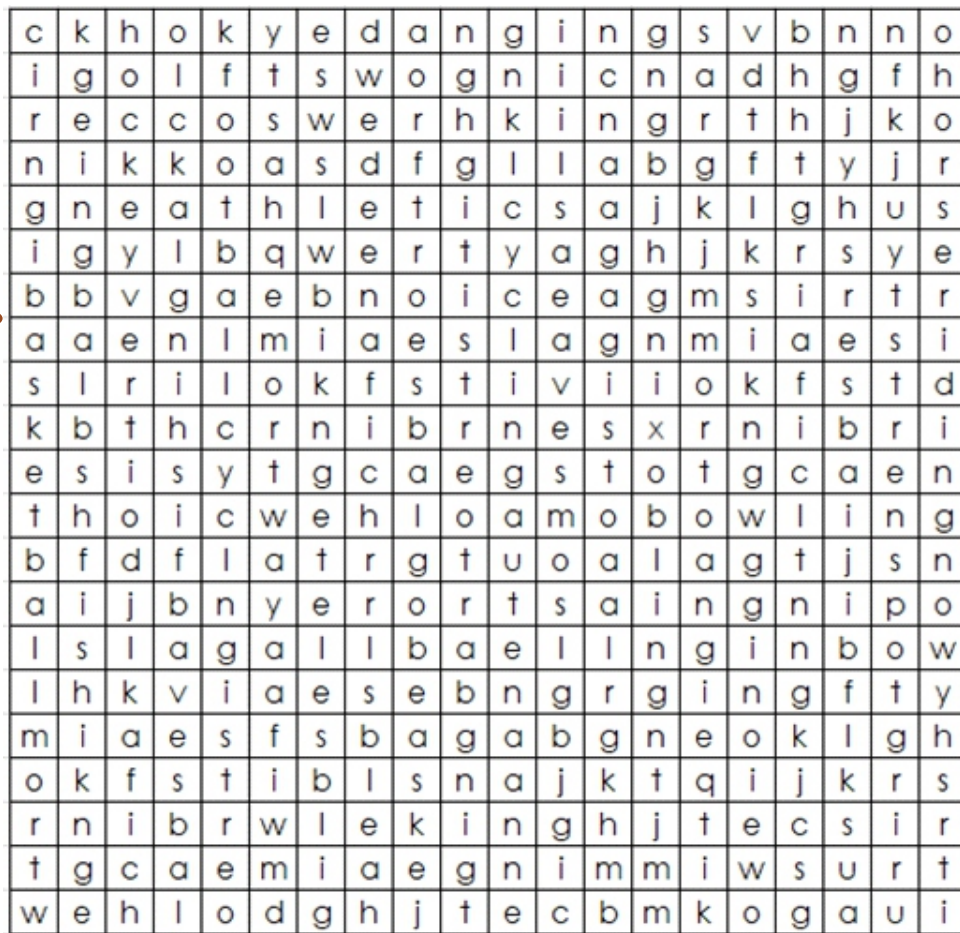 c k h o k y e d a n g i n g s v b n n o
i g o l f t s w o g n i c n a d h g f h
r e c c o s w e r h k i n g r t h j k o
n i k k o a s d f g l l a b g f t y j r
g n e a t h l e t i c s a j k l g h u s
i g y l b q w e r t y a g h j k r s y e
b b v g a e b n o i c e a g m s i r t r
a a e n l m i a e s l a g n m i a e s i
s l r i l o k f s t i v i i o k f s t d
k b t h c r n i b r n e s x r n i b r i
e s i s y t g c a e g s t o t g c a e n
t h o i c w e h l o a m o b o w l i n g
b f d f l a t r g t u o a l a g t j s n
a i j b n y e r o r t s a i n g n i p o
l s l a g a l l b a e l l n g i n b o w
l h k v i a e s e b n g r g i n g f t y
m i a e s f s b a g a b g n e o k l g h
o k f s t i b l s n a j k t q i j k r s
r n i b r w l e k i n g h j t e c s i r
t g c a e m i a e g n i m m i w s u r t
w e h l o d g h j t e c b m k o g a u i